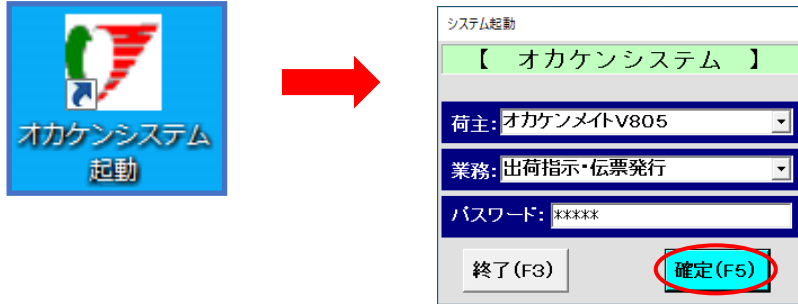 オカケンシステム
起動
システム起動
【 オカケンシステム 】
荷主: オカケンメイトV805
業務: 出荷指示・伝票発行
パスワード: *****
終了(F3) 確定(F5)